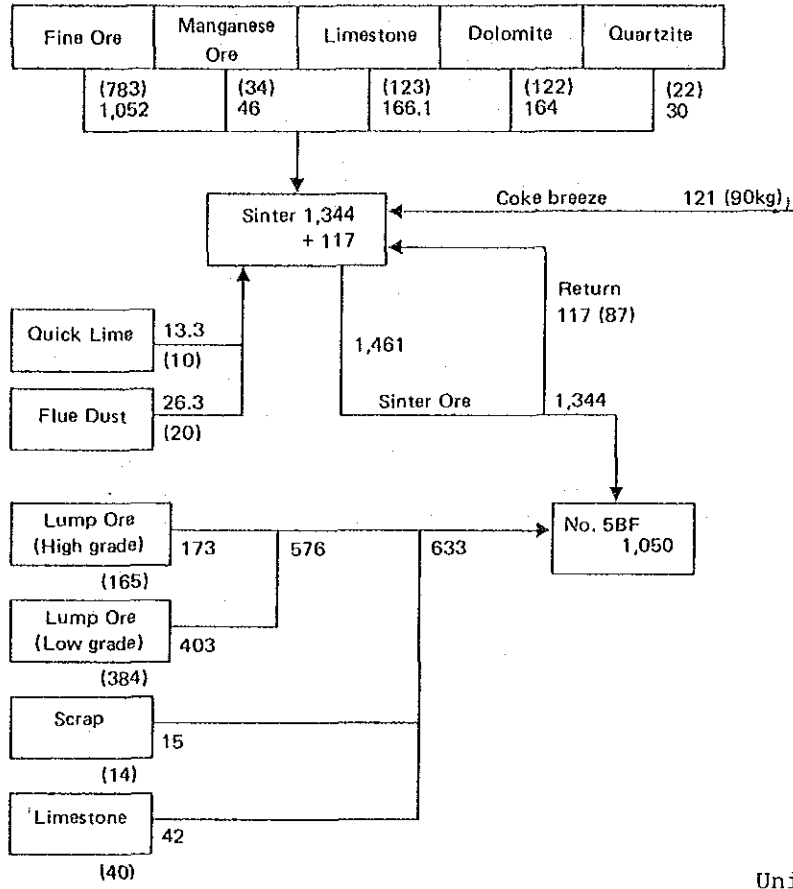 Fine Ore
Manganese
Ore
Limestone
Dolomite
Quartzite
(783)
1,052
(34)
46
(123)
166.1
(122)
164
(22)
30
Coke breeze 121 (90kg)
Sinter 1,344
+ 117
Return
117 (87)
Quick Lime
13.3
(10)
1,461
Flue Dust
26.3
(20)
Sinter Ore
1,344
Lump Ore
(High grade)
173
(165)
576
633
No. 5BF
1,050
Lump Ore
(Low grade)
403
(384)
Scrap
15
(14)
Limestone
42
(40)
Uni